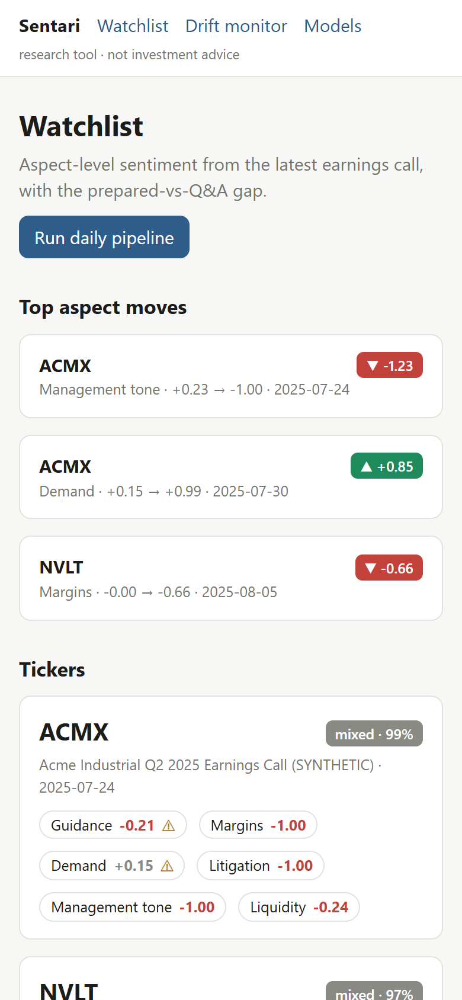 Sentari Watchlist Drift monitor Models
research tool · not investment advice
Watchlist
Aspect-level sentiment from the latest earnings call,
with the prepared-vs-Q&A gap.
Run daily pipeline
Top aspect moves
ACMX ▼ -1.23
Management tone · +0.23 → -1.00 · 2025-07-24
ACMX ▲ +0.85
Demand · +0.15 → +0.99 · 2025-07-30
NVLT ▼ -0.66
Margins · -0.00 → -0.66 · 2025-08-05
Tickers
ACMX mixed · 99%
Acme Industrial Q2 2025 Earnings Call (SYNTHETIC) ·
2025-07-24
Guidance -0.21 ⚠ Margins -1.00
Demand +0.15 ⚠ Litigation -1.00
Management tone -1.00 Liquidity -0.24
NVLT mixed · 97%